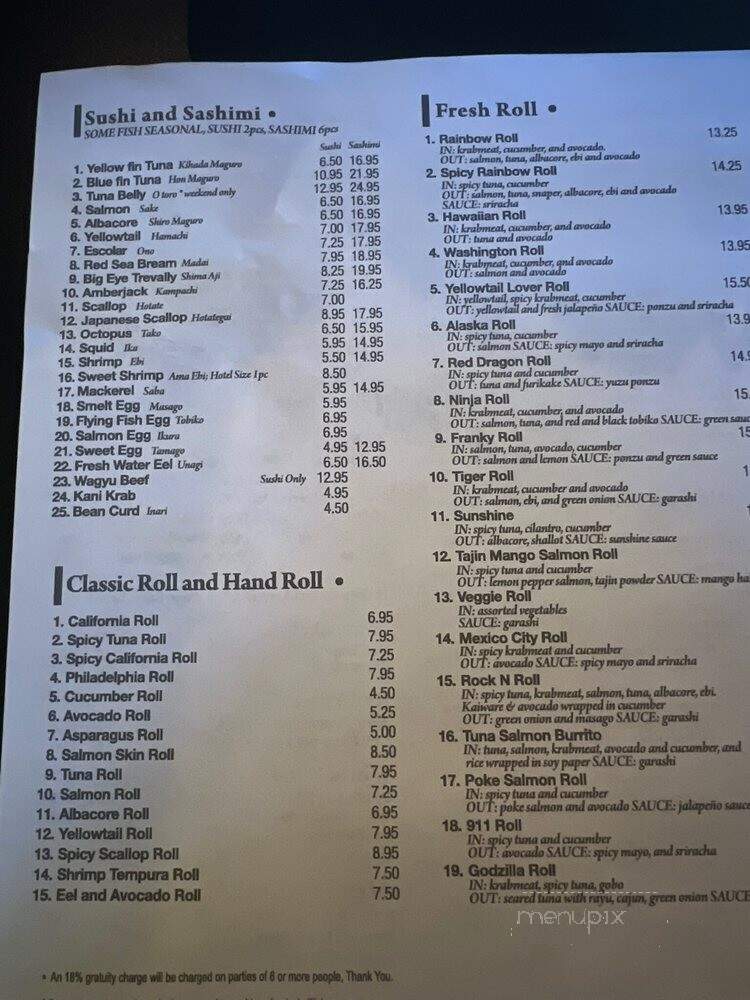 Sushi and Sashimi •
SOME FISH SEASONAL, SUSHI 2pcs, SASHIMI 6pcs
Sushi Sashimi
1. Yellow fin Tuna Kihada Maguro 6.50 16.95
2. Blue fin Tuna Hon Maguro 10.95 21.95
3. Tuna Belly O toro * weekend only 12.95 24.95
4. Salmon Sake 6.50 16.95
5. Albacore Shiro Maguro 6.50 16.95
6. Yellowtail Hamachi 7.00 17.95
7. Escolar Ono 7.25 17.95
8. Red Sea Bream Madai 7.95 18.95
9. Big Eye Trevally Shima Aji 8.25 19.95
10. Amberjack Kampachi 7.25 16.25
11. Scallop Hotate 7.00
12. Japanese Scallop Hotategai 8.95 17.95
13. Octopus Tako 6.50 15.95
14. Squid Ika 5.95 14.95
15. Shrimp Ebi 5.50 14.95
16. Sweet Shrimp Ama Ebi; Hotel Size 1pc 8.50
17. Mackerel Saba 5.95 14.95
18. Smelt Egg Masago 5.95
19. Flying Fish Egg Tobiko 6.95
20. Salmon Egg Ikura 6.95
21. Sweet Egg Tamago 4.95 12.95
22. Fresh Water Eel Unagi 6.50 16.50
23. Wagyu Beef Sushi Only 12.95
24. Kani Krab 4.95
25. Bean Curd Inari 4.50
Classic Roll and Hand Roll •
1. California Roll 6.95
2. Spicy Tuna Roll 7.95
3. Spicy California Roll 7.25
4. Philadelphia Roll 7.95
5. Cucumber Roll 4.50
6. Avocado Roll 5.25
7. Asparagus Roll 5.00
8. Salmon Skin Roll 8.50
9. Tuna Roll 7.95
10. Salmon Roll 7.25
11. Albacore Roll 6.95
12. Yellowtail Roll 7.95
13. Spicy Scallop Roll 8.95
14. Shrimp Tempura Roll 7.50
15. Eel and Avocado Roll 7.50
• An 18% gratuity charge will be charged on parties of 6 or more people, Thank You.
Fresh Roll •
1. Rainbow Roll 13.25
IN: krabmeat, cucumber, and avocado.
OUT: salmon, tuna, albacore, ebi and avocado
2. Spicy Rainbow Roll 14.25
IN: spicy tuna, cucumber
OUT: salmon, tuna, snaper, albacore, ebi and avocado
SAUCE: sriracha
3. Hawaiian Roll 13.95
IN: krabmeat, cucumber, and avocado
OUT: tuna and avocado
4. Washington Roll 13.95
IN: krabmeat, cucumber, and avocado
OUT: salmon and avocado
5. Yellowtail Lover Roll 15.50
IN: yellowtail, spicy krabmeat, cucumber
OUT: yellowtail and fresh jalapeño SAUCE: ponzu and sriracha
6. Alaska Roll 13.9
IN: spicy tuna, cucumber
OUT: salmon SAUCE: spicy mayo and sriracha
7. Red Dragon Roll 14.
IN: spicy tuna and cucumber
OUT: tuna and furikake SAUCE: yuzu ponzu
8. Ninja Roll 15.
IN: krabmeat, cucumber, and avocado
OUT: salmon, tuna, and red and black tobiko SAUCE: green sauc
9. Franky Roll 15
IN: salmon, tuna, avocado, cucumber
OUT: salmon and lemon SAUCE: ponzu and green sauce
10. Tiger Roll 1
IN: krabmeat, cucumber and avocado
OUT: salmon, ebi, and green onion SAUCE: garashi
11. Sunshine
IN: spicy tuna, cilantro, cucumber
OUT: albacore, shallot SAUCE: sunshine sauce
12. Tajin Mango Salmon Roll
IN: spicy tuna and cucumber
OUT: lemon pepper salmon, tajin powder SAUCE: mango ha
13. Veggie Roll
IN: assorted vegetables
SAUCE: garashi
14. Mexico City Roll
IN: spicy krabmeat and cucumber
OUT: avocado SAUCE: spicy mayo and sriracha
15. Rock N Roll
IN: spicy tuna, krabmeat, salmon, tuna, albacore, ebi.
Kaiware & avocado wrapped in cucumber
OUT: green onion and masago SAUCE: garashi
16. Tuna Salmon Burrito
IN: tuna, salmon, krabmeat, avocado and cucumber, and
rice wrapped in soy paper SAUCE: garashi
17. Poke Salmon Roll
IN: spicy tuna and cucumber
OUT: poke salmon and avocado SAUCE: jalapeño sauce
18. 911 Roll
IN: spicy tuna and cucumber
OUT: avocado SAUCE: spicy mayo, and sriracha
19. Godzilla Roll
IN: krabmeat, spicy tuna, gobo
OUT: seared tuna with rayu, cajun, green onion SAUCE
menupix